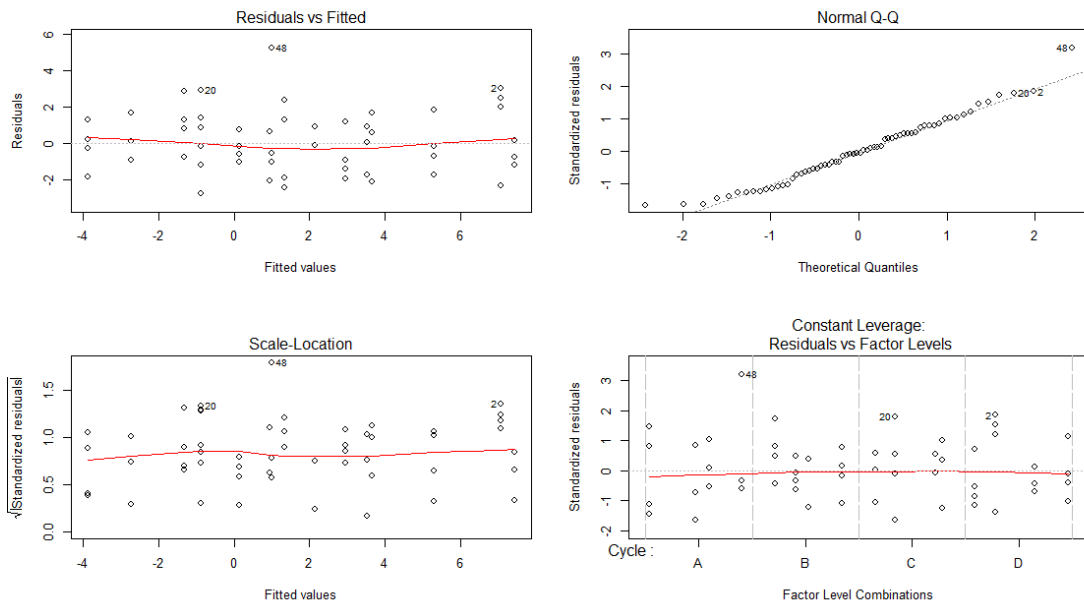 Residuals vs Fitted
Residuals
6
4
2
0
-2
48
20
2
-4 -2 0 2 4 6
Fitted values
Normal Q-Q
Standardized residuals
3
2
1
0
-1
48
20
2
-2 -1 0 1 2
Theoretical Quantiles
Scale-Location
√|Standardized residuals|
1.5
1.0
0.5
0.0
48
20
2
-4 -2 0 2 4 6
Fitted values
Constant Leverage:
Residuals vs Factor Levels
Standardized residuals
3
2
1
0
-1
-2
48
20
2
Cycle :
A B C D
Factor Level Combinations